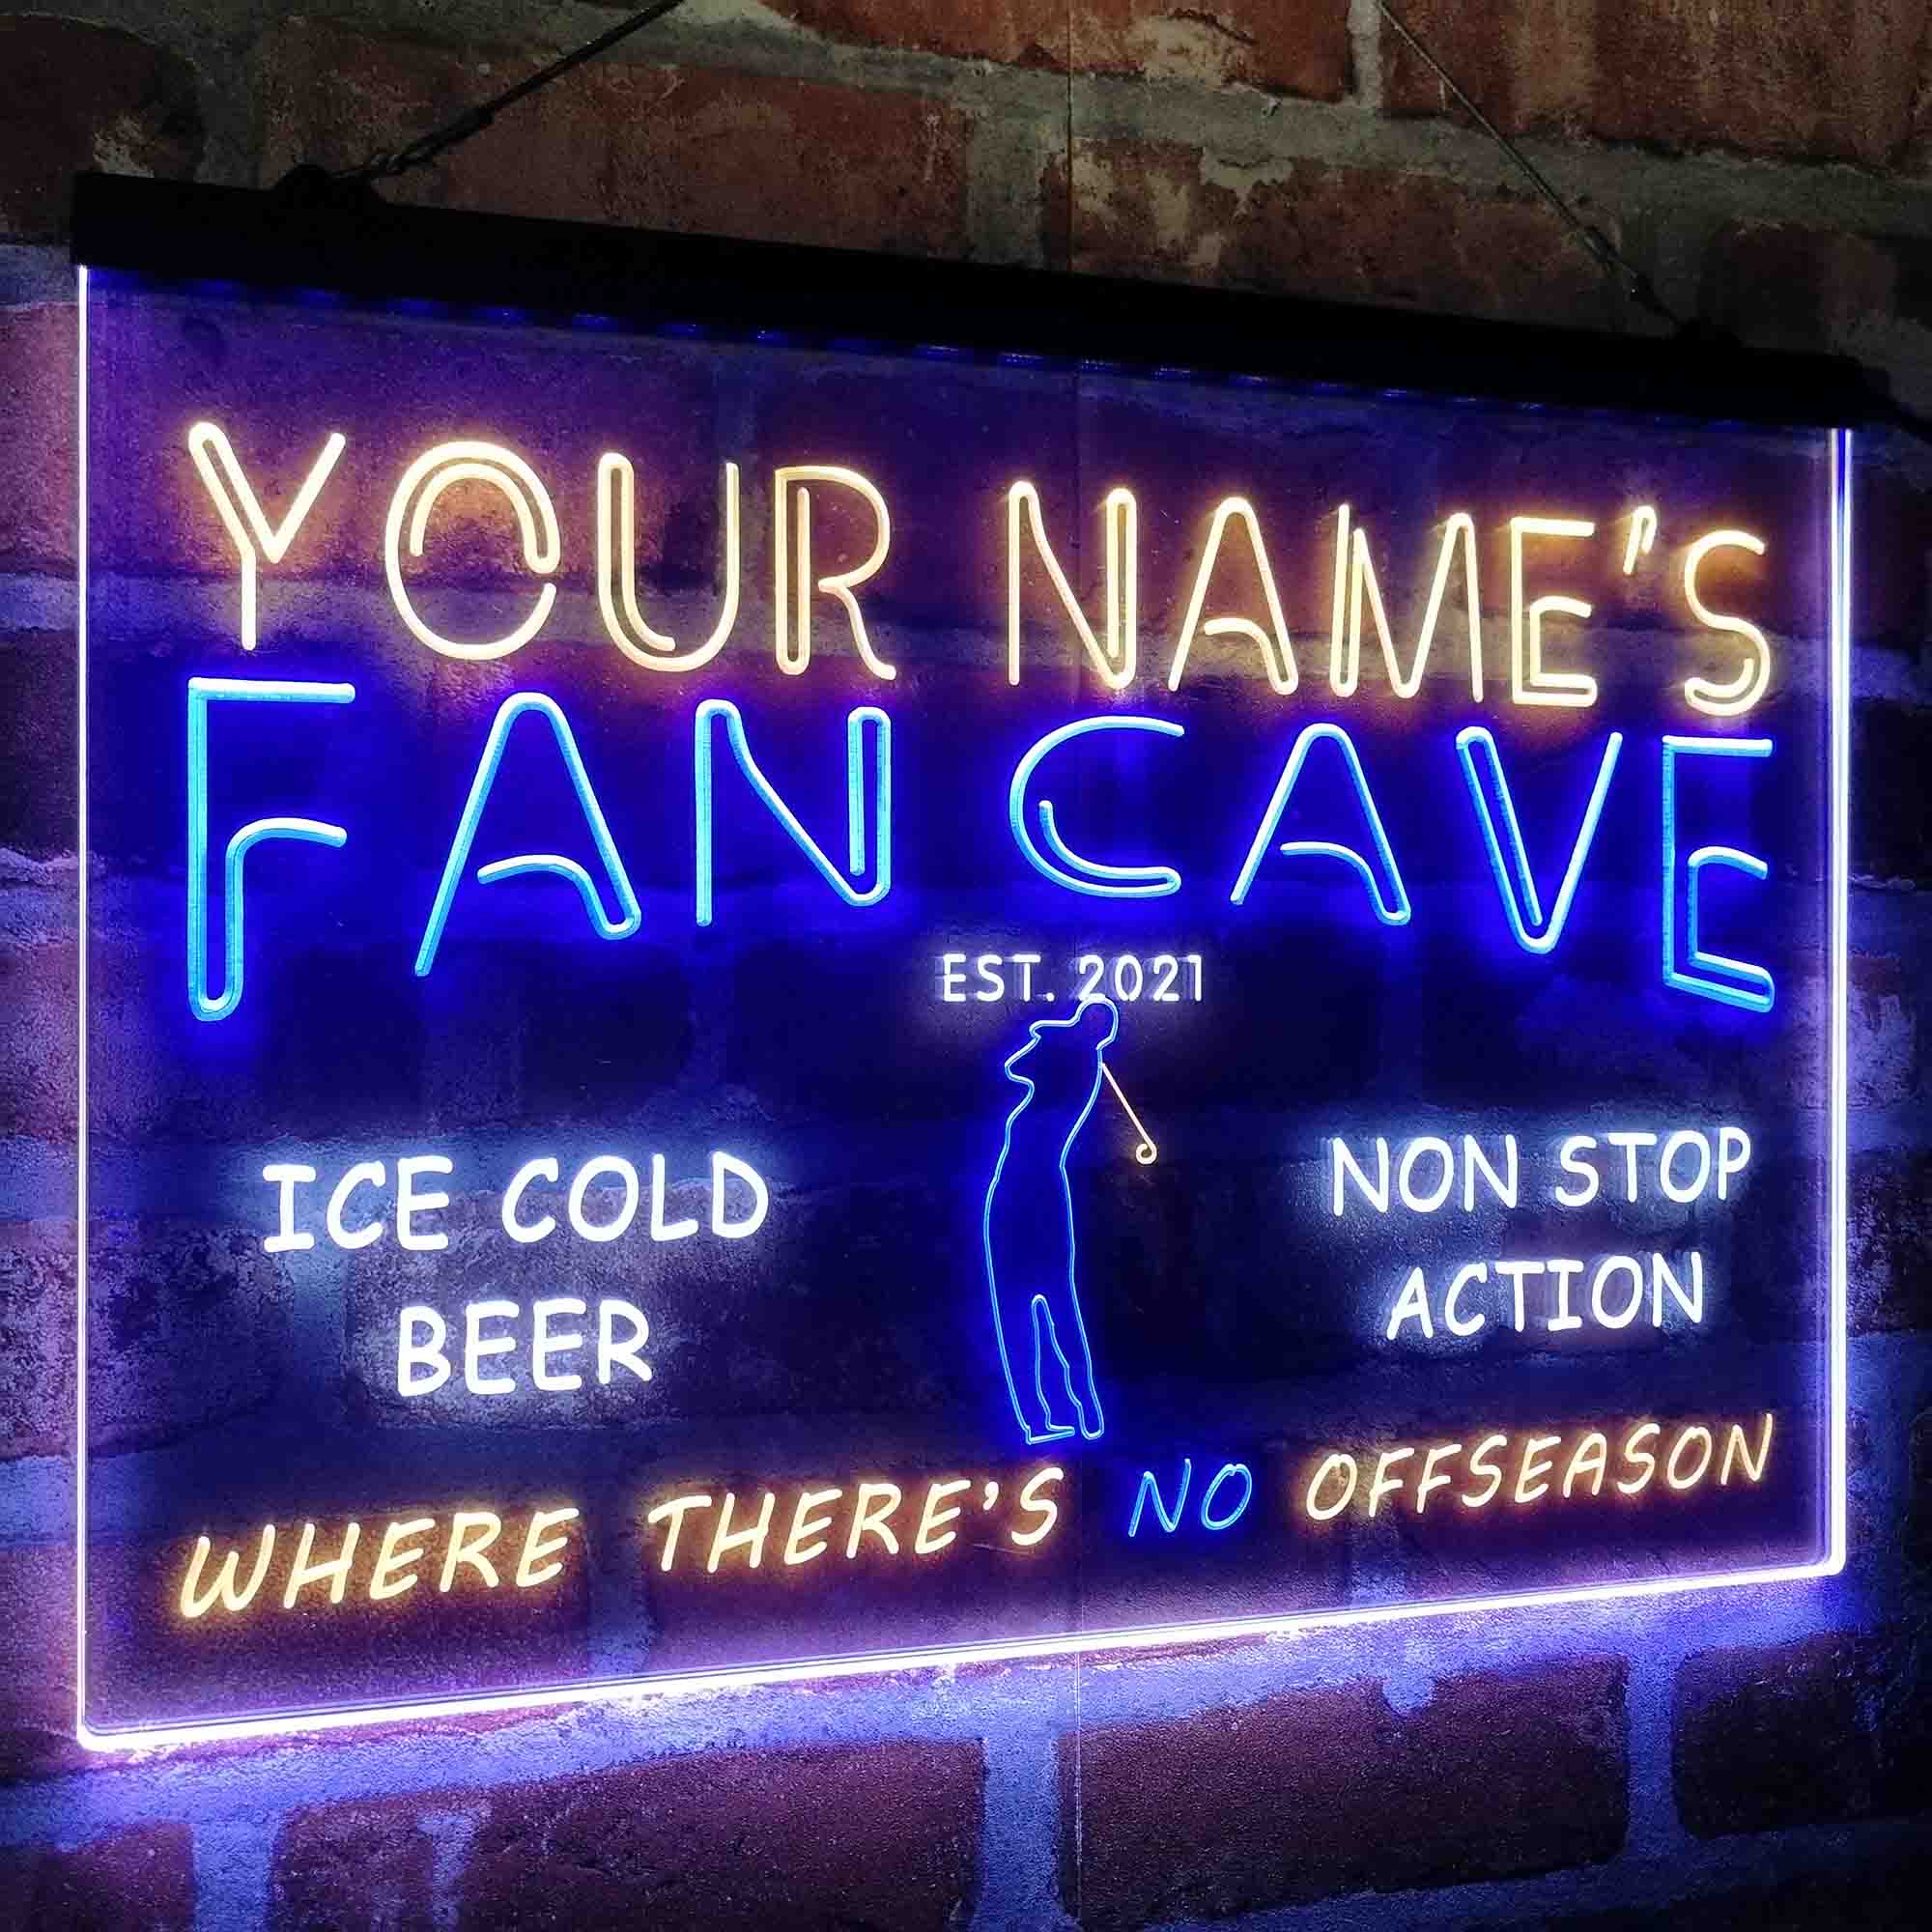 YOUR NAME'S
FAN CAVE
EST. 2021
ICE COLD
BEER
NON STOP
ACTION
WHERE THERE'S NO OFFSEASON